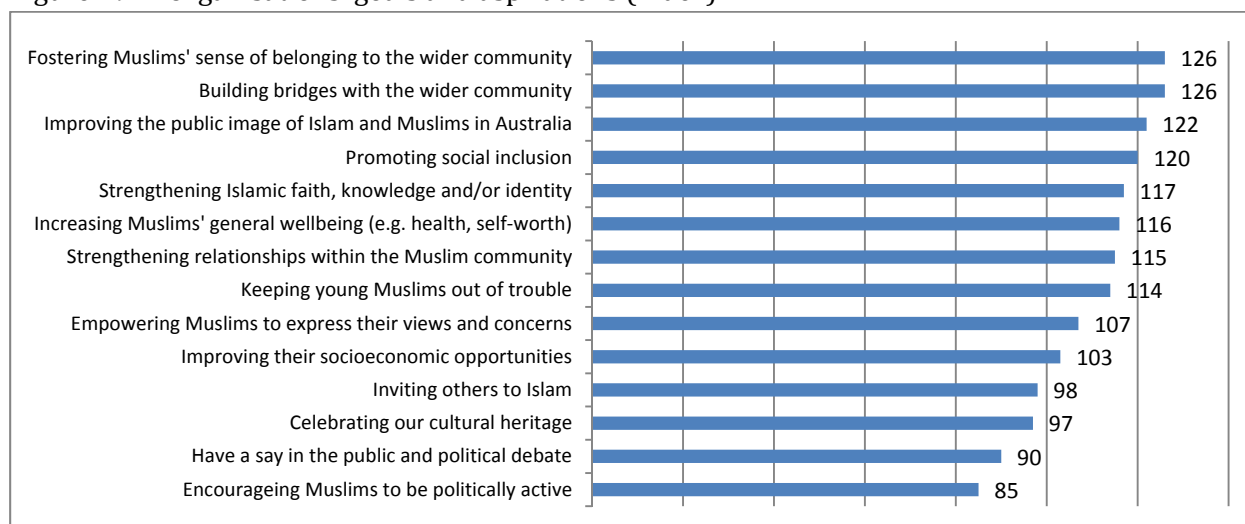 Fostering Muslims' sense of belonging to the wider community 126
Building bridges with the wider community 126
Improving the public image of Islam and Muslims in Australia 122
Promoting social inclusion 120
Strengthening Islamic faith, knowledge and/or identity 117
Increasing Muslims' general wellbeing (e.g. health, self-worth) 116
Strengthening relationships within the Muslim community 115
Keeping young Muslims out of trouble 114
Empowering Muslims to express their views and concerns 107
Improving their socioeconomic opportunities 103
Inviting others to Islam 98
Celebrating our cultural heritage 97
Have a say in the public and political debate 90
Encourageing Muslims to be politically active 85